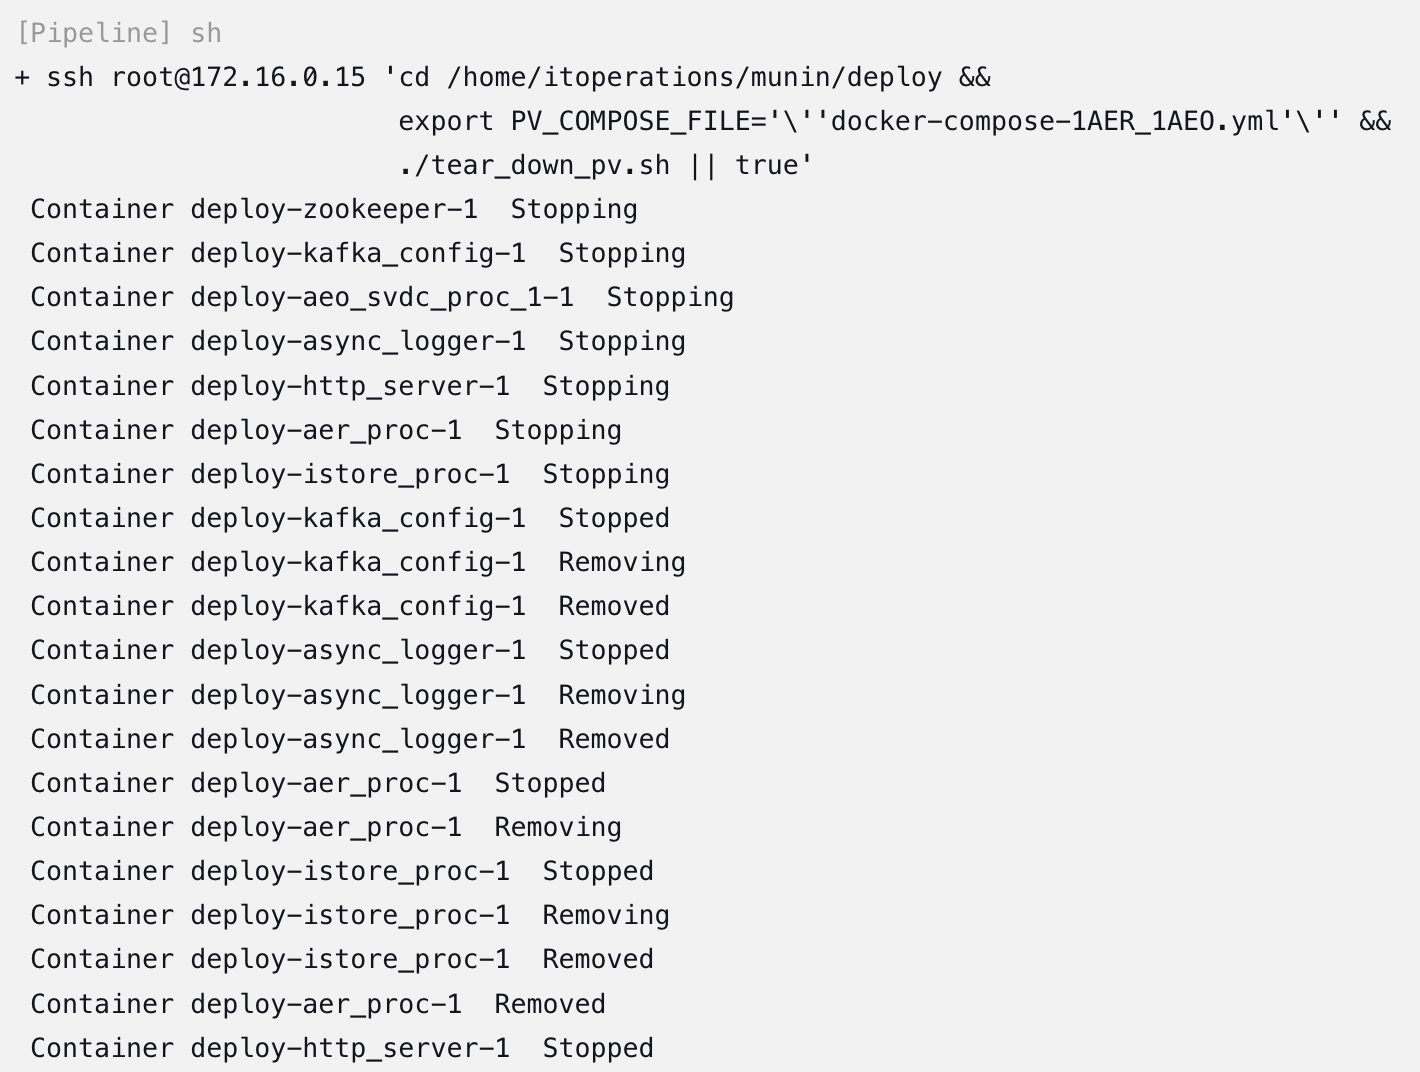 [Pipeline] sh
+ ssh root@172.16.0.15 'cd /home/itoperations/munin/deploy &&
export PV_COMPOSE_FILE='\''docker-compose-1AER_1AEO.yml'\'' &&
./tear_down_pv.sh || true'
Container deploy-zookeeper-1  Stopping
Container deploy-kafka_config-1  Stopping
Container deploy-aeo_svdc_proc_1-1  Stopping
Container deploy-async_logger-1  Stopping
Container deploy-http_server-1  Stopping
Container deploy-aer_proc-1  Stopping
Container deploy-istore_proc-1  Stopping
Container deploy-kafka_config-1  Stopped
Container deploy-kafka_config-1  Removing
Container deploy-kafka_config-1  Removed
Container deploy-async_logger-1  Stopped
Container deploy-async_logger-1  Removing
Container deploy-async_logger-1  Removed
Container deploy-aer_proc-1  Stopped
Container deploy-aer_proc-1  Removing
Container deploy-istore_proc-1  Stopped
Container deploy-istore_proc-1  Removing
Container deploy-istore_proc-1  Removed
Container deploy-aer_proc-1  Removed
Container deploy-http_server-1  Stopped